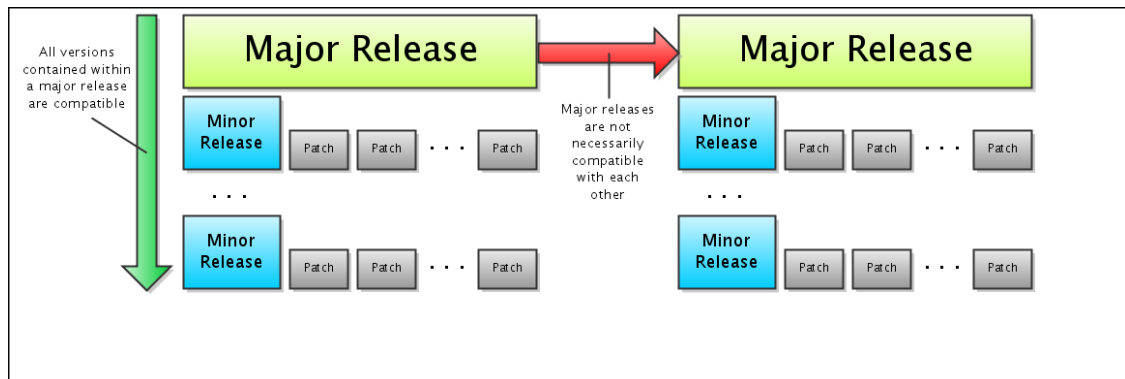 All versions
contained within
a major release
are compatible
Major Release
Major releases
are not
necessarily
compatible
with each
other
Major Release
Minor
Release
Patch
Patch
. . .
Patch
. . .
Minor
Release
Patch
Patch
. . .
Patch
Minor
Release
Patch
Patch
. . .
Patch
. . .
Minor
Release
Patch
Patch
. . .
Patch